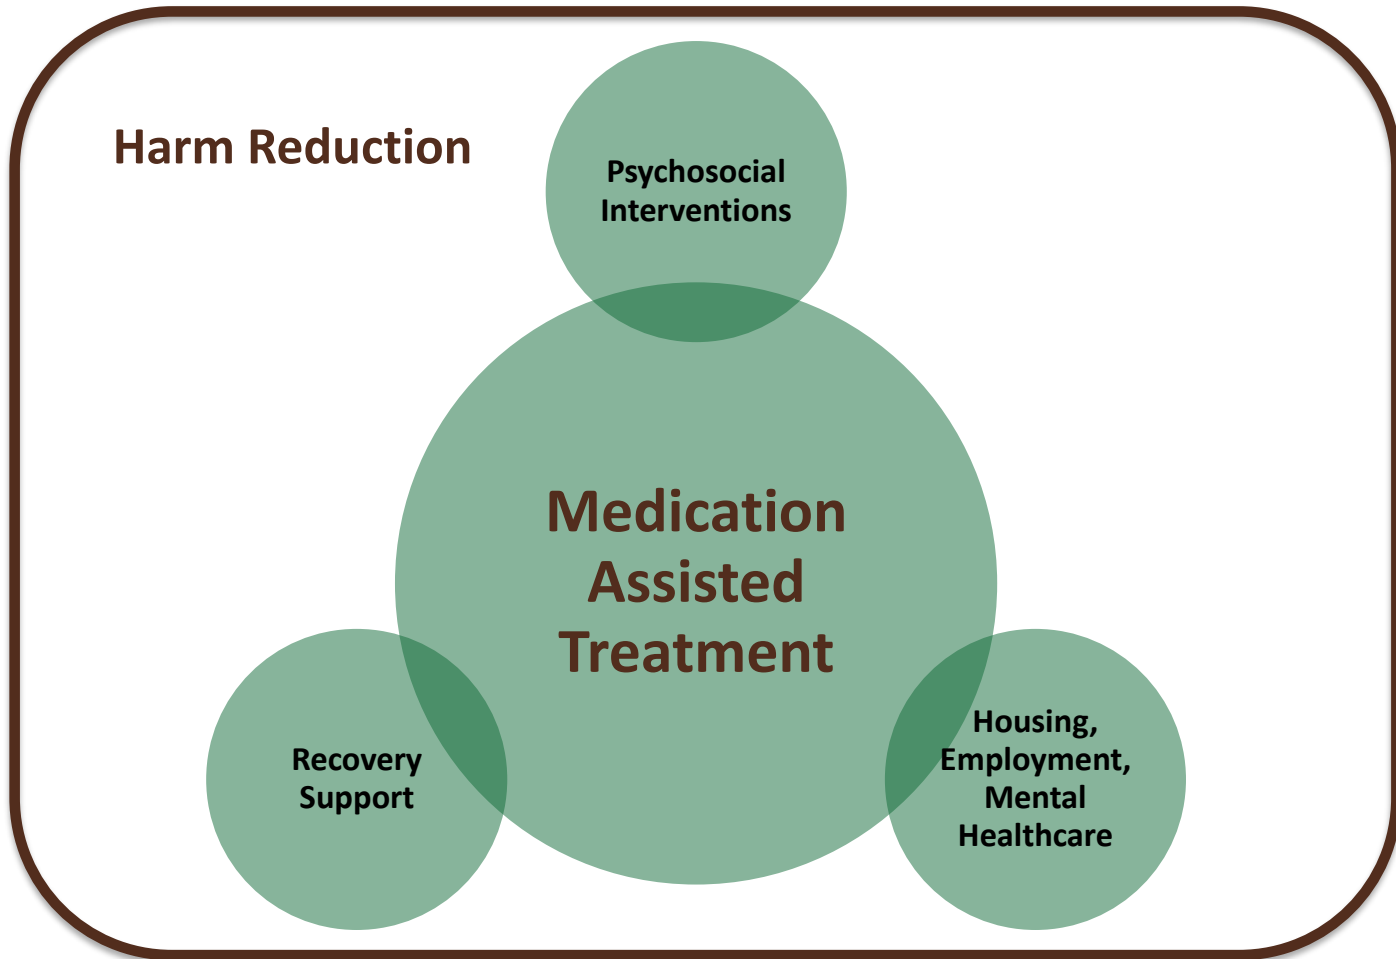 Harm Reduction
Psychosocial
Interventions
Medication
Assisted
Treatment
Recovery
Support
Housing,
Employment,
Mental
Healthcare